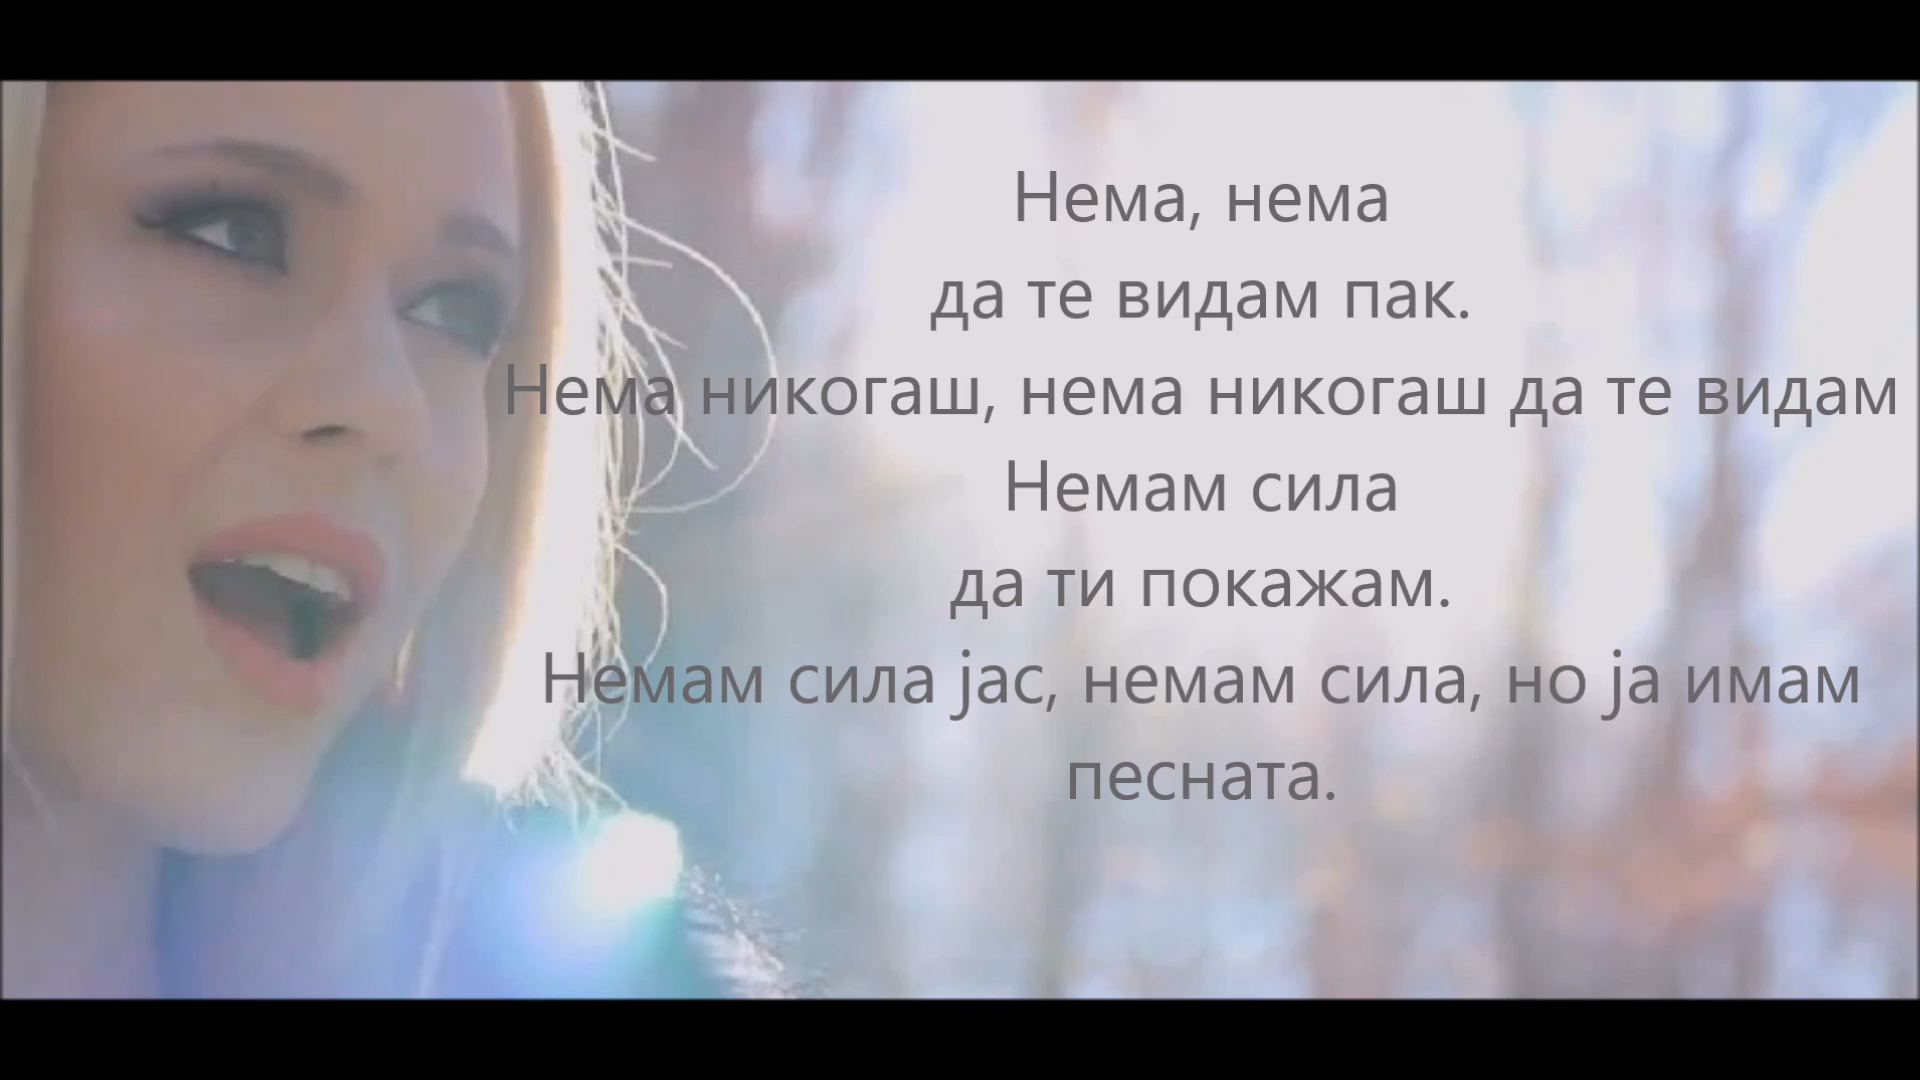 Нема, нема
да те видам пак.
Нема никогаш, нема никогаш да те видам
Немам сила
да ти покажам.
Немам сила јас, немам сила, но ја имам
песната.